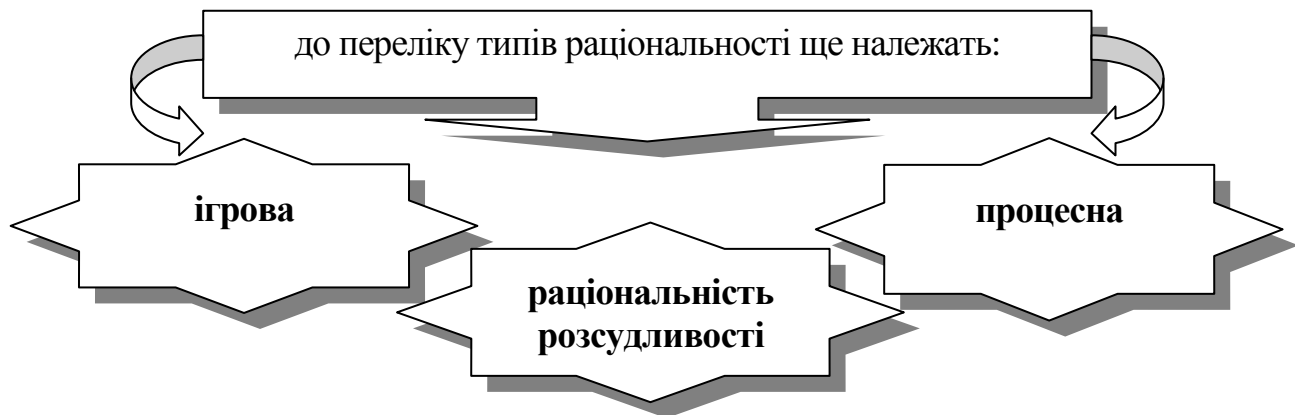 до переліку типів раціональності ще належать:
ігрова
процесна
раціональність
розсудливості